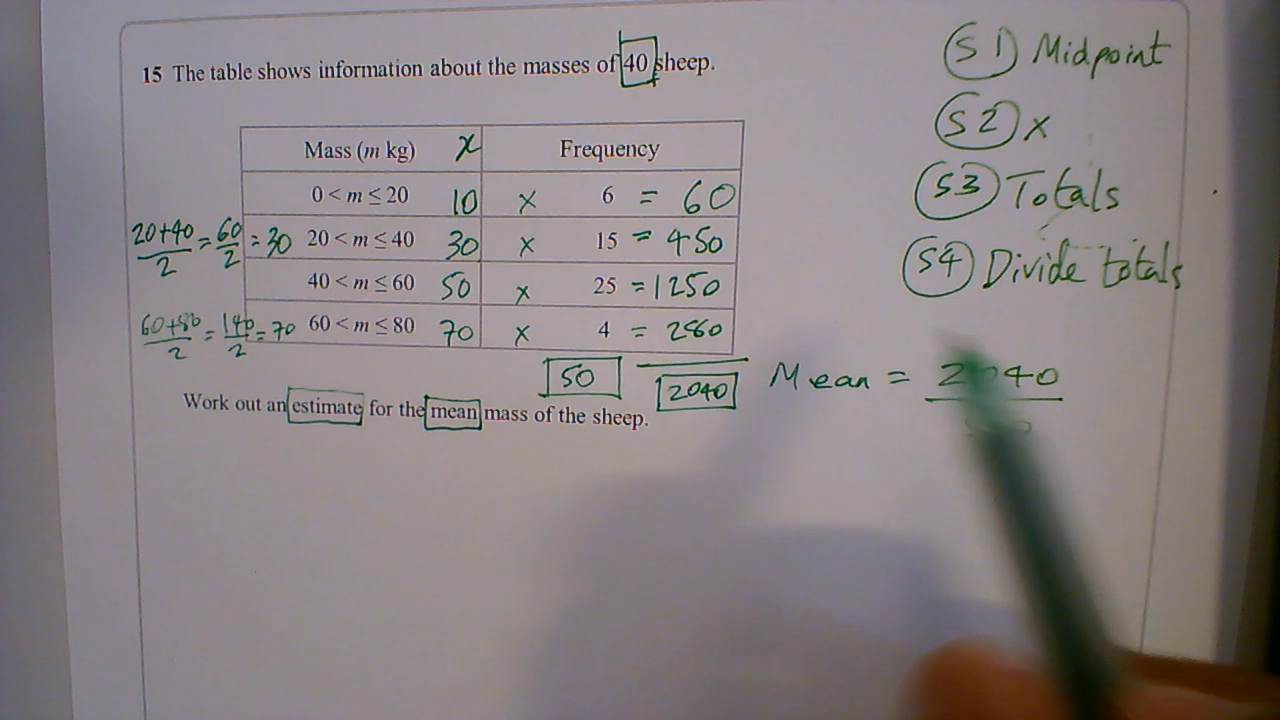 15 The table shows information about the masses of 40 sheep.
Mass (m kg) x Frequency
0 < m ≤ 20 10 x 6 = 60
20+40/2 = 60/2 = 30 20 < m ≤ 40 30 x 15 = 450
40 < m ≤ 60 50 x 25 = 1250
60+80/2 = 140/2 = 70 60 < m ≤ 80 70 x 4 = 280
50 2040
Work out an estimate for the mean mass of the sheep.
S1 Midpoint
S2 x
S3 Totals
S4 Divide totals
Mean = 2040